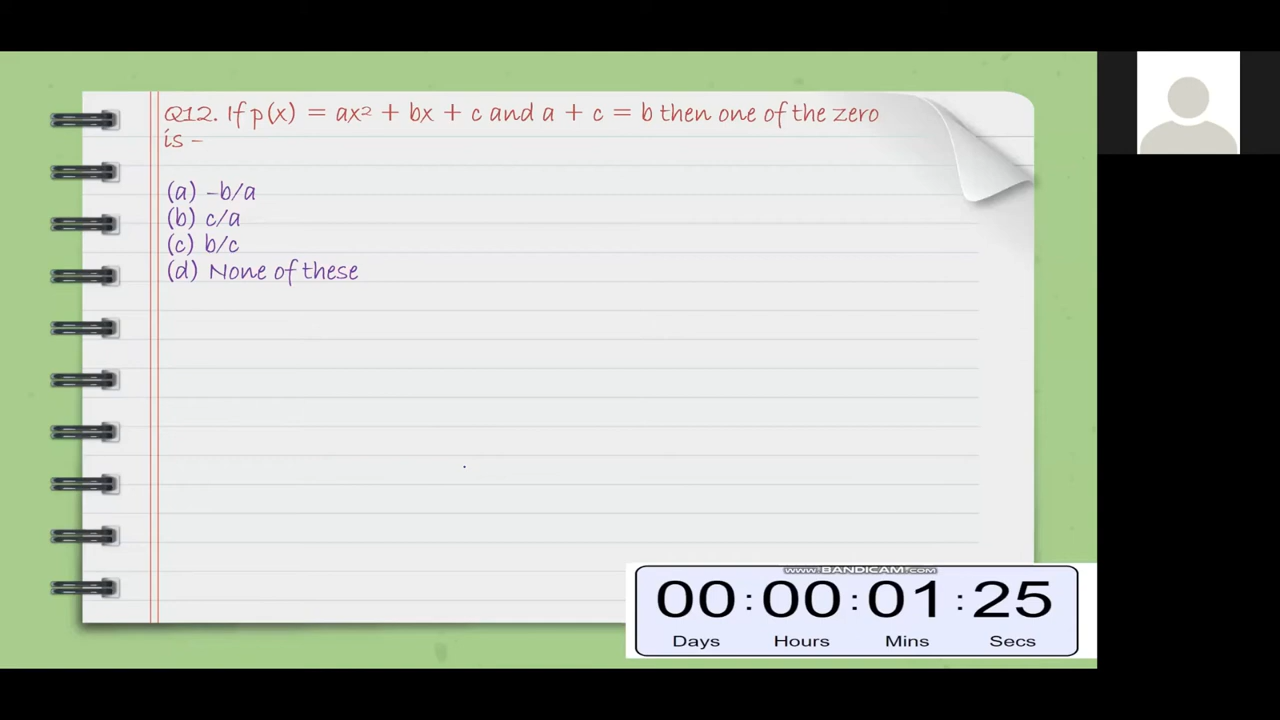 Q12. If p(x) = ax2 + bx + c and a + c = b then one of the zero
is -
(a) -b/a
(b) c/a
(c) b/c
(d) None of these
www.BANDICAM.com
00:00:01:25
Days Hours Mins Secs